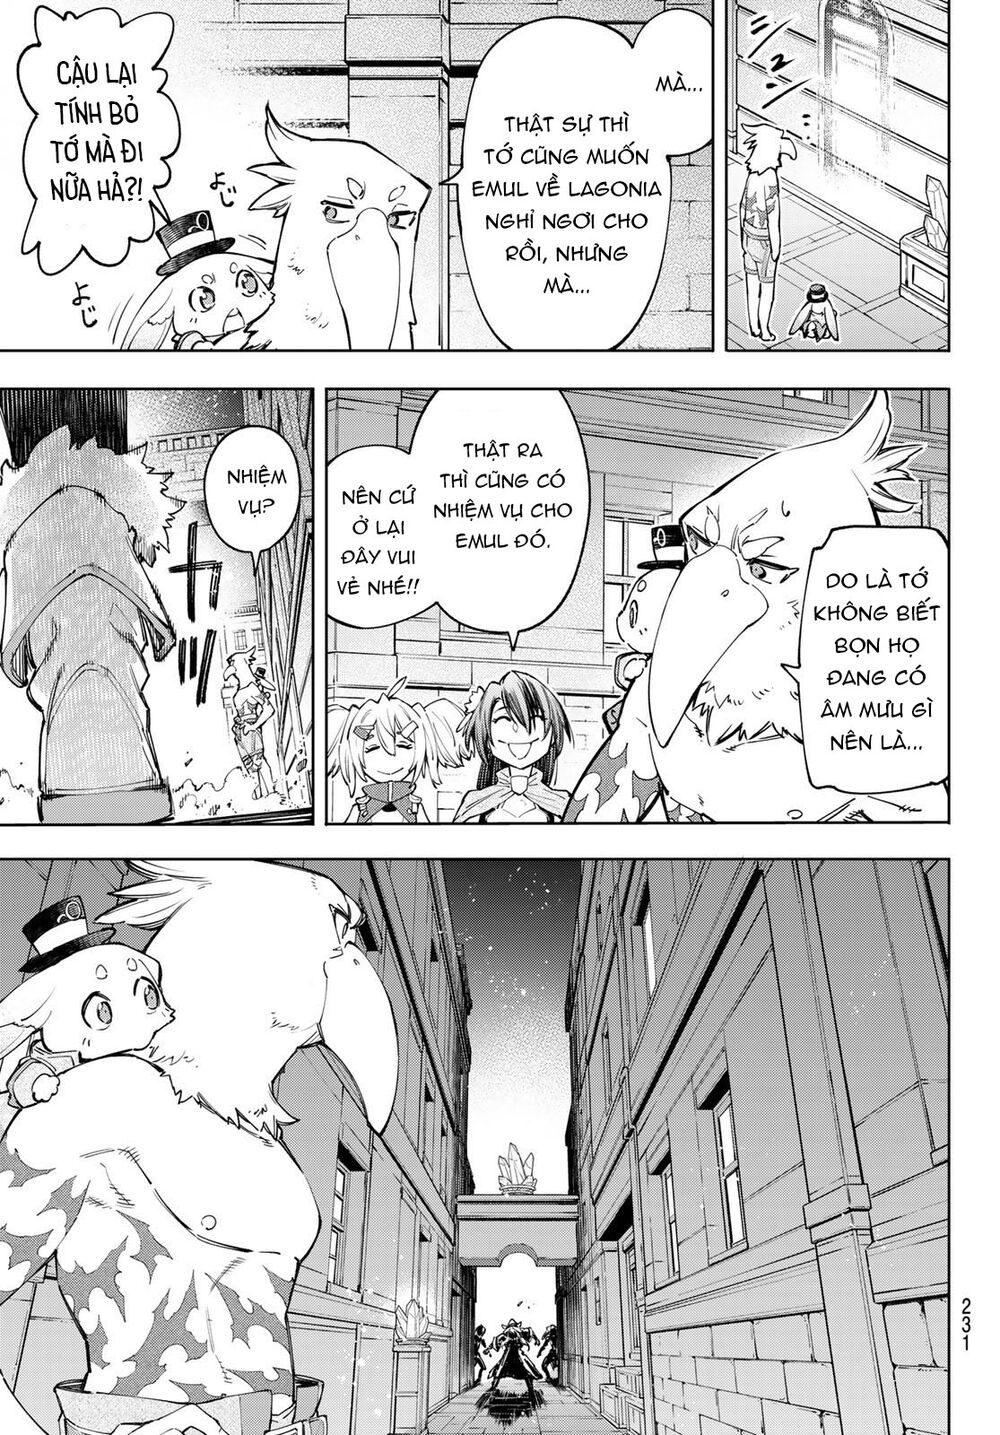 MÀ...
THẬT SỰ THÌ
TỚ CŨNG MUỐN
EMUL VỀ LAGONIA
NGHỈ NGƠI CHO
RỒI, NHƯNG
MÀ...
CẬU LẠI
TÍNH BỎ
TỚ MÀ ĐI
NỮA HẢ?!
よじ
よじ
DO LÀ TỚ
KHÔNG BIẾT
BỌN HỌ
ĐANG CÓ
ÂM MƯU GÌ
NÊN LÀ...
THẬT RA
THÌ CŨNG CÓ
NHIỆM VỤ CHO
EMUL ĐÓ.
NÊN CỨ
Ở LẠI
ĐÂY VUI
VẺ NHÉ!!
NHIỆM
VỤ?
231